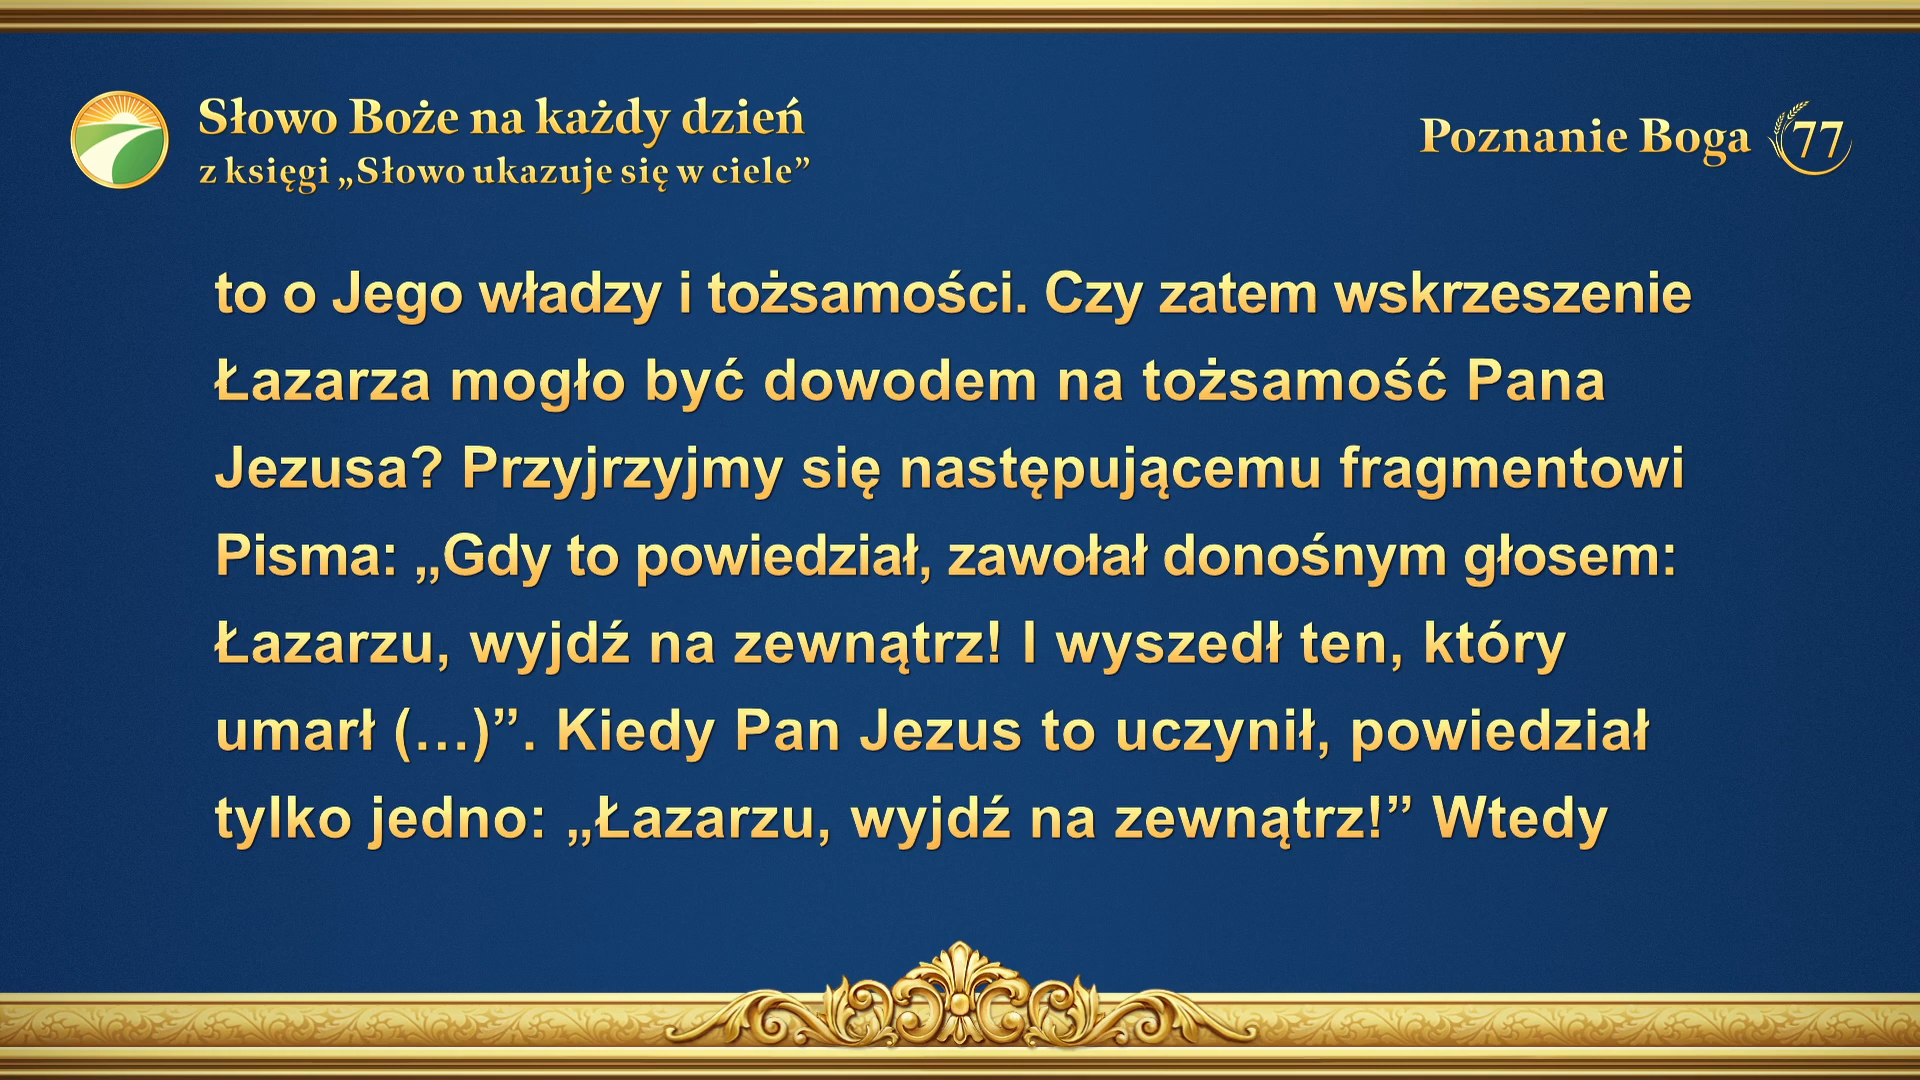 Słowo Boże na każdy dzień
z księgi „Słowo ukazuje się w ciele”
Poznanie Boga 77
to o Jego władzy i tożsamości. Czy zatem wskrzeszenie
Łazarza mogło być dowodem na tożsamość Pana
Jezusa? Przyjrzyjmy się następującemu fragmentowi
Pisma: „Gdy to powiedział, zawołał donośnym głosem:
Łazarzu, wyjdź na zewnątrz! I wyszedł ten, który
umarł (…)”. Kiedy Pan Jezus to uczynił, powiedział
tylko jedno: „Łazarzu, wyjdź na zewnątrz!” Wtedy